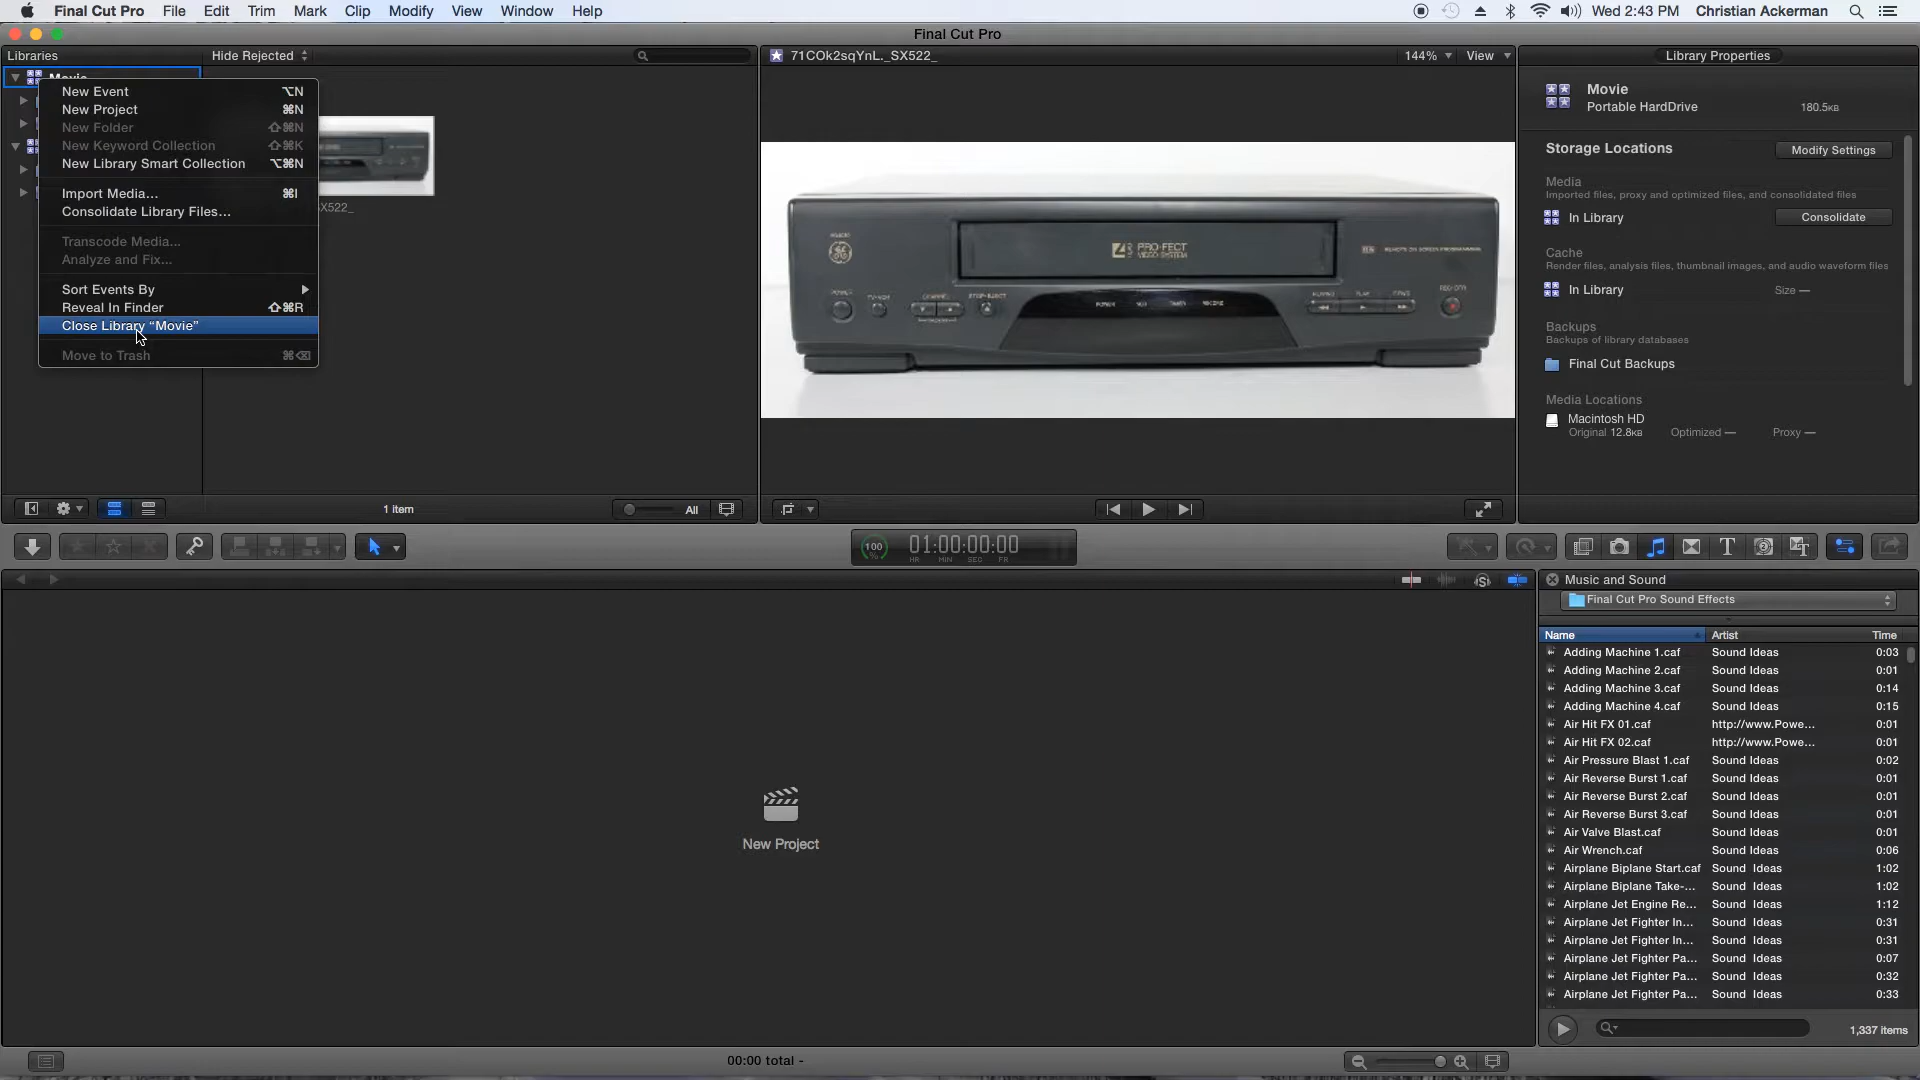 Final Cut Pro File Edit Trim Mark Clip Modify View Window Help Wed 2:43 PM Christian Ackerman
Final Cut Pro
Libraries Hide Rejected 71COk2sqYnL._SX522_ 144% View Library Properties
Movie
New Event ⌥N
New Project ⌘N
New Folder ⇧⌘N
New Keyword Collection ⇧⌘K
New Library Smart Collection ⌥⌘N
Import Media... ⌘I
Consolidate Library Files...
Transcode Media...
Analyze and Fix...
Sort Events By
Reveal In Finder ⇧⌘R
Close Library “Movie”
Move to Trash ⌘⌫
SX522_
PRO-FECT
VIDEO SYSTEM
POWER
Movie
Portable HardDrive 180.5KB
Storage Locations Modify Settings
Media
Imported files, proxy and optimized files, and consolidated files
In Library Consolidate
Cache
Render files, analysis files, thumbnail images, and audio waveform files
In Library Size —
Backups
Backups of library databases
Final Cut Backups
Media Locations
Macintosh HD
Original 12.8KB Optimized — Proxy —
1 item All
100 % 01:00:00:00
HR MIN SEC FR
New Project
00:00 total -
Music and Sound
Final Cut Pro Sound Effects
Name Artist Time
Adding Machine 1.caf Sound Ideas 0:03
Adding Machine 2.caf Sound Ideas 0:01
Adding Machine 3.caf Sound Ideas 0:14
Adding Machine 4.caf Sound Ideas 0:15
Air Hit FX 01.caf http://www.Powe... 0:01
Air Hit FX 02.caf http://www.Powe... 0:01
Air Pressure Blast 1.caf Sound Ideas 0:02
Air Reverse Burst 1.caf Sound Ideas 0:01
Air Reverse Burst 2.caf Sound Ideas 0:01
Air Reverse Burst 3.caf Sound Ideas 0:01
Air Valve Blast.caf Sound Ideas 0:01
Air Wrench.caf Sound Ideas 0:06
Airplane Biplane Start.caf Sound Ideas 1:02
Airplane Biplane Take-... Sound Ideas 1:02
Airplane Jet Engine Re... Sound Ideas 1:12
Airplane Jet Fighter In... Sound Ideas 0:31
Airplane Jet Fighter In... Sound Ideas 0:31
Airplane Jet Fighter Pa... Sound Ideas 0:07
Airplane Jet Fighter Pa... Sound Ideas 0:32
Airplane Jet Fighter Pa... Sound Ideas 0:33
1,337 items